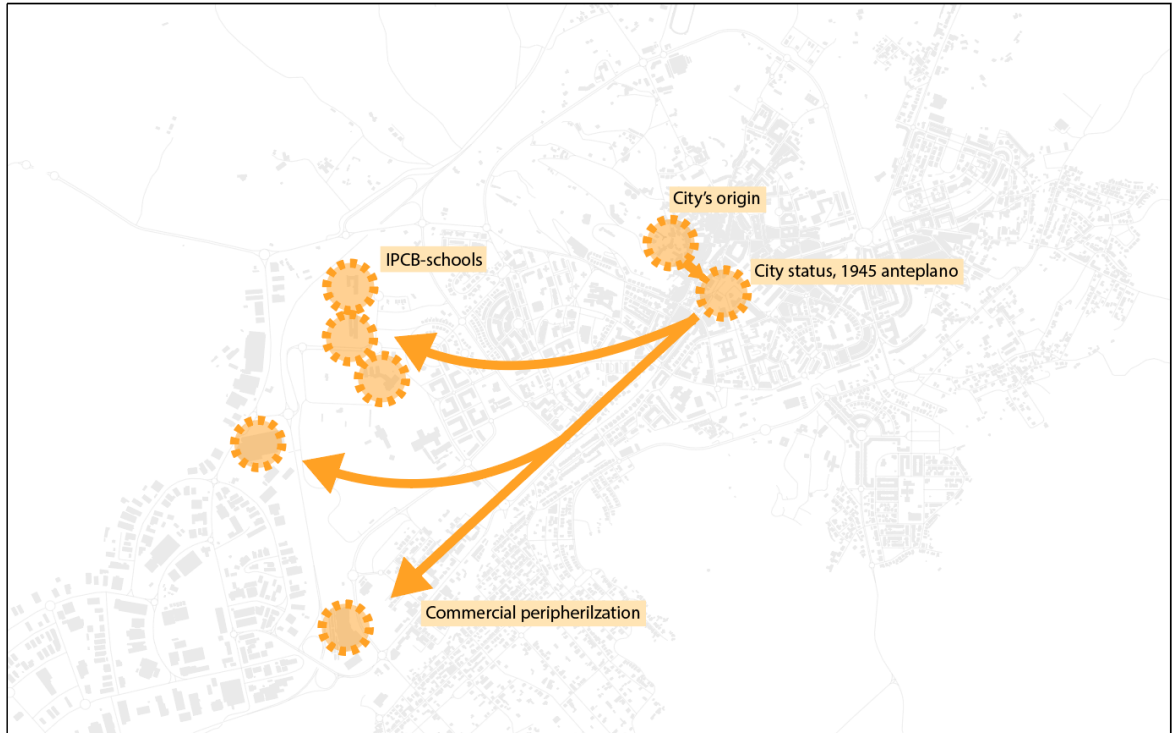 City's origin
IPCB-schools
City status, 1945 anteplano
Commercial peripherilzation